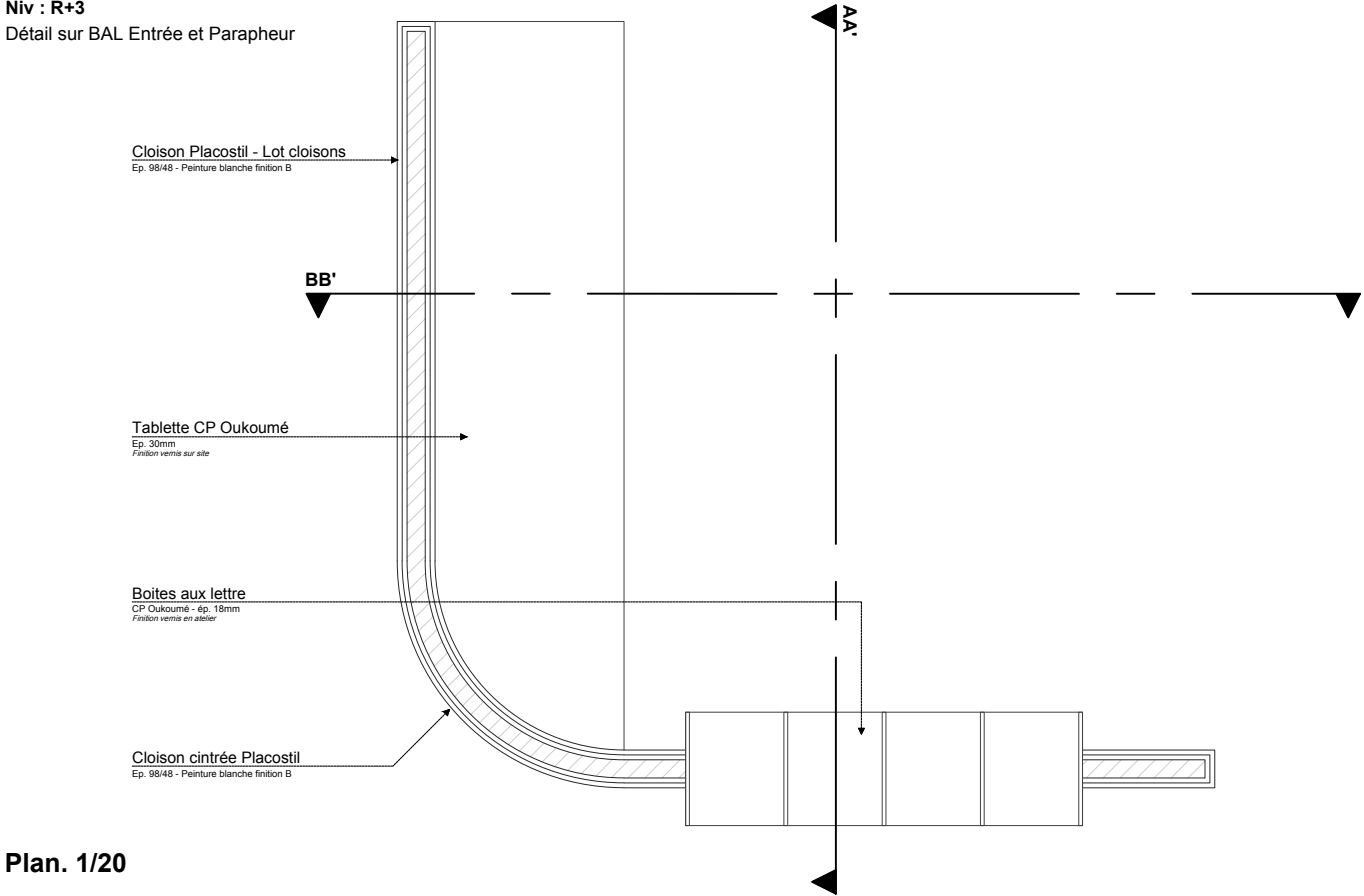 Niv : R+3
Détail sur BAL Entrée et Parapheur
AA'
Cloison Placostil - Lot cloisons
Ep. 98/48 - Peinture blanche finition B
BB'
Tablette CP Oukoumé
Ep. 30mm
Finition vernis sur site
Boites aux lettre
CP Oukoumé - ép. 18mm
Finition vernis en atelier
Cloison cintrée Placostil
Ep. 98/48 - Peinture blanche finition B
Plan. 1/20